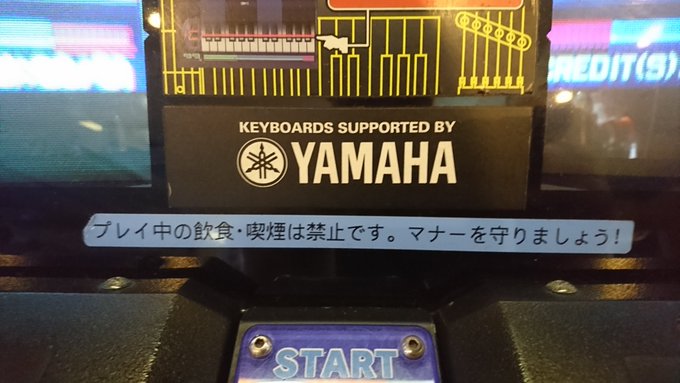 CREDIT(S)
KEYBOARDS SUPPORTED BY
YAMAHA
プレイ中の飲食・喫煙は禁止です。マナーを守りましょう!
START